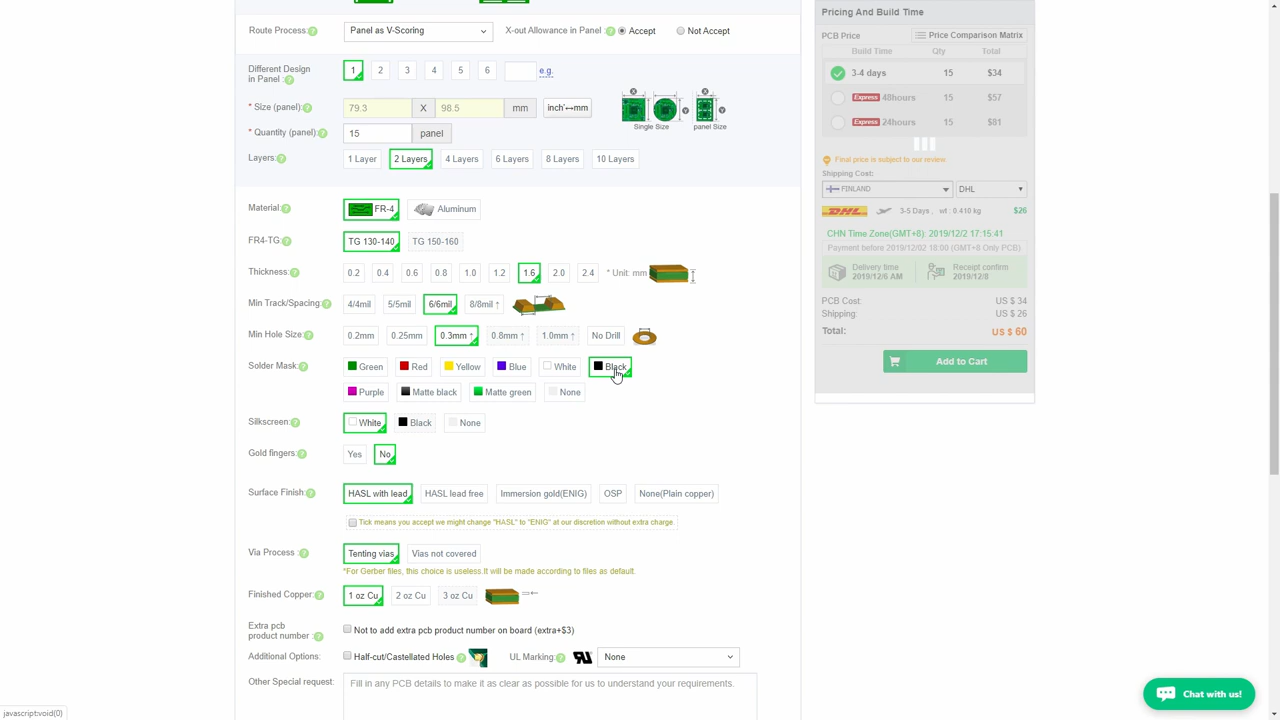 Route Process: Panel as V-Scoring X-out Allowance in Panel : Accept Not Accept
Different Design in Panel : 1 2 3 4 5 6 e.g.
* Size (panel): 79.3 X 98.5 mm inch↔mm
Single Size panel Size
* Quantity (panel): 15 panel
Layers: 1 Layer 2 Layers 4 Layers 6 Layers 8 Layers 10 Layers
Material: FR-4 Aluminum
FR4-TG: TG 130-140 TG 150-160
Thickness: 0.2 0.4 0.6 0.8 1.0 1.2 1.6 2.0 2.4 * Unit: mm
Min Track/Spacing: 4/4mil 5/5mil 6/6mil 8/8mil ↑
Min Hole Size: 0.2mm 0.25mm 0.3mm ↑ 0.8mm ↑ 1.0mm ↑ No Drill
Solder Mask: Green Red Yellow Blue White Black
Purple Matte black Matte green None
Silkscreen: White Black None
Gold fingers: Yes No
Surface Finish: HASL with lead HASL lead free Immersion gold(ENIG) OSP None(Plain copper)
Tick means you accept we might change "HASL" to "ENIG" at our discretion without extra charge.
Via Process : Tenting vias Vias not covered
*For Gerber files, this choice is useless.It will be made according to files as default.
Finished Copper: 1 oz Cu 2 oz Cu 3 oz Cu
Extra pcb product number : Not to add extra pcb product number on board (extra+$3)
Additional Options: Half-cut/Castellated Holes UL Marking: None
Other Special request: Fill in any PCB details to make it as clear as possible for us to understand your requirements.
Pricing And Build Time
PCB Price Price Comparison Matrix
Build Time Qty Total
3-4 days 15 $34
Express 48hours 15 $57
Express 24hours 15 $81
Final price is subject to our review
Shipping Cost:
FINLAND DHL
DHL 3-5 Days , wt : 0.410 kg $26
CHN Time Zone(GMT+8): 2019/12/2 17:15:41
Payment before 2019/12/02 18:00 (GMT+8 Only PCB)
Delivery time Receipt confirm
2019/12/6 AM 2019/12/8
PCB Cost: US $ 34
Shipping: US $ 26
Total: US $ 60
Add to Cart
Chat with us!
javascript:void(0)